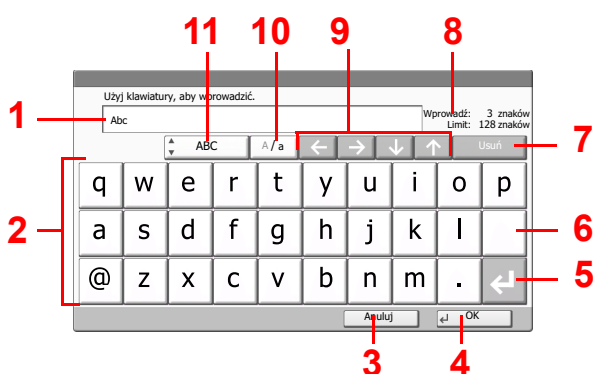 11 10 9 8
Użyj klawiatury, aby wprowadzić.
1 Abc Wprowadź: 3 znaków
Limit: 128 znaków
ABC A / a ← → ↓ ↑ Usuń 7
q w e r t y u i o p
2 a s d f g h j k l 6
@ z x c v b n m . ↵ 5
Anuluj ↵ OK
3 4